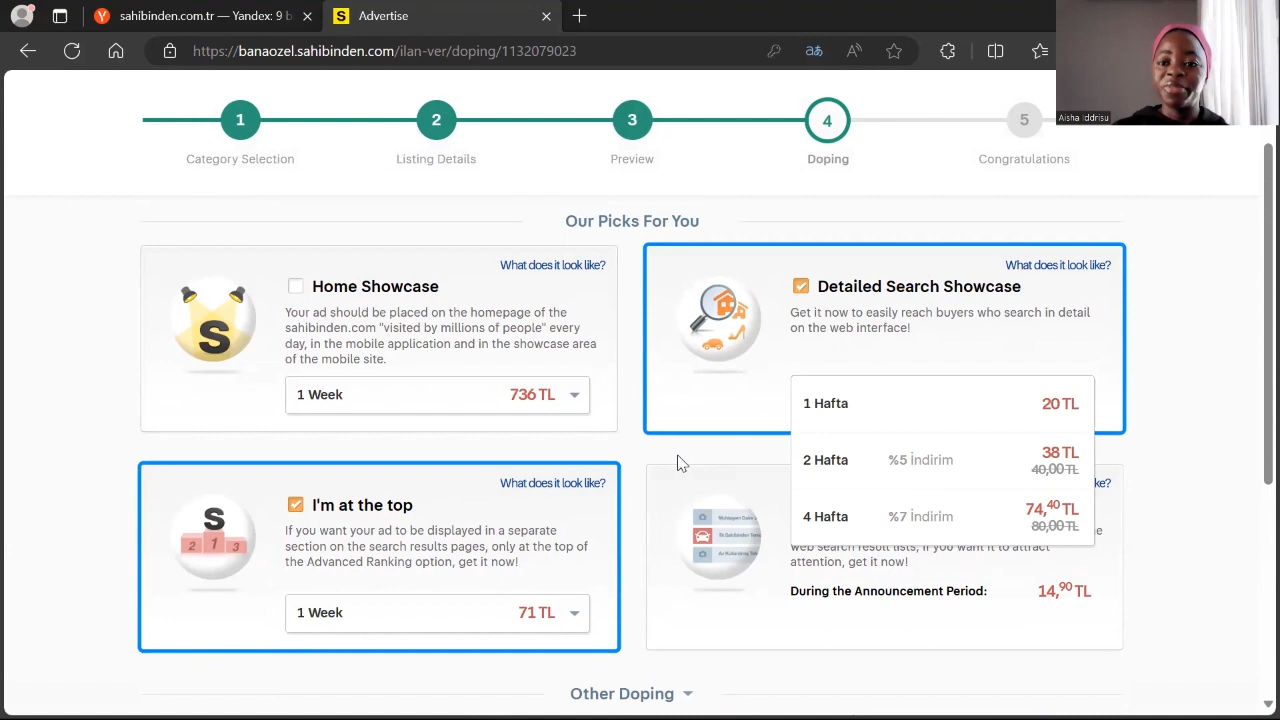 sahibinden.com.tr — Yandex: 9 b
S
Advertise
https://banaozel.sahibinden.com/ilan-ver/doping/1132079023
Aisha Iddrisu
1
2
3
4
5
Category Selection
Listing Details
Preview
Doping
Congratulations
Our Picks For You
What does it look like?
Home Showcase
S
Your ad should be placed on the homepage of the
sahibinden.com "visited by millions of people" every
day, in the mobile application and in the showcase area
of the mobile site.
1 Week 736 TL
What does it look like?
Detailed Search Showcase
Get it now to easily reach buyers who search in detail
on the web interface!
1 Hafta 20 TL
2 Hafta %5 İndirim 38 TL
40,00 TL
4 Hafta %7 İndirim 74,40 TL
80,00 TL
What does it look like?
I'm at the top
S
2 1 3
If you want your ad to be displayed in a separate
section on the search results pages, only at the top of
the Advanced Ranking option, get it now!
1 Week 71 TL
ke?
web search result lists, if you want it to attract
attention, get it now!
During the Announcement Period: 14,90 TL
Other Doping